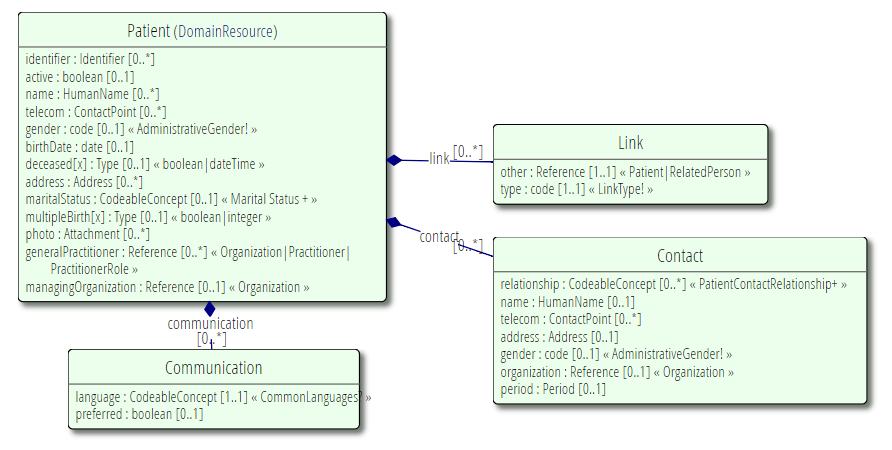 Patient (DomainResource)
identifier : Identifier [0..*]
active : boolean [0..1]
name : HumanName [0..*]
telecom : ContactPoint [0..*]
gender : code [0..1] « AdministrativeGender! »
birthDate : date [0..1]
deceased[x] : Type [0..1] « boolean|dateTime »
address : Address [0..*]
maritalStatus : CodeableConcept [0..1] « Marital Status + »
multipleBirth[x] : Type [0..1] « boolean|integer »
photo : Attachment [0..*]
generalPractitioner : Reference [0..*] « Organization|Practitioner|
PractitionerRole »
managingOrganization : Reference [0..1] « Organization »
link
[0..*]
Link
other : Reference [1..1] « Patient|RelatedPerson »
type : code [1..1] « LinkType! »
contact
[0..*]
Contact
relationship : CodeableConcept [0..*] « PatientContactRelationship+ »
name : HumanName [0..1]
telecom : ContactPoint [0..*]
address : Address [0..1]
gender : code [0..1] « AdministrativeGender! »
organization : Reference [0..1] « Organization »
period : Period [0..1]
communication
[0..*]
Communication
language : CodeableConcept [1..1] « CommonLanguages? »
preferred : boolean [0..1]